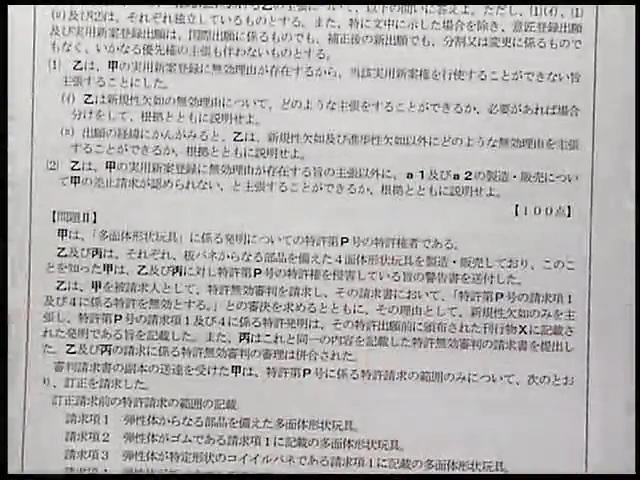 の主張について、以下の問いに答えよ。ただし、(1)(イ)、(1)
(ロ)及び(2)は、それぞれ独立しているものとする。また、特に文中に示した場合を除き、意匠登録出願
及び実用新案登録出願は、国際出願に係るものでも、補正後の新出願でも、分割又は変更に係るものでも
もなく、いかなる優先権の主張も伴わないものとする。
(1) 乙は、甲の実用新案登録に無効理由が存在するから、当該実用新案権を行使することができない旨
主張することにした。
(イ) 乙は新規性欠如の無効理由について、どのような主張をすることができるか、必要があれば場合
分けをして、根拠とともに説明せよ。
(ロ) 出願の経緯にかんがみると、乙は、新規性欠如及び進歩性欠如以外にどのような無効理由を主張
することができるか、根拠とともに説明せよ。
(2) 乙は、甲の実用新案登録に無効理由が存在する旨の主張以外に、a1及びa2の製造・販売につい
て甲の差止請求が認められない、と主張することができるか、根拠とともに説明せよ。
【100点】
【問題Ⅱ】
甲は、「多面体形状玩具」に係る発明についての特許第P号の特許権者である。
乙及び丙は、それぞれ、板バネからなる部品を備えた4面体形状玩具を製造・販売しており、このこ
とを知った甲は、乙及び丙に対し特許第P号の特許権を侵害している旨の警告書を送付した。
乙は、甲を被請求人として、特許無効審判を請求し、その請求書において、「特許第P号の請求項1
及び4に係る特許を無効とする。」との審決を求めるとともに、その理由として、新規性欠如のみを主
張し、特許第P号の請求項1及び4に係る特許発明は、その特許出願前に頒布された刊行物Xに記載さ
れた発明である旨を記載した。また、丙はこれと同一の内容を記載した特許無効審判の請求書を提出し
た。乙及び丙の請求に係る特許無効審判の審理は併合された。
審判請求書の副本の送達を受けた甲は、特許第P号に係る特許請求の範囲のみについて、次のとお
り、訂正を請求した。
訂正請求前の特許請求の範囲の記載
請求項1 弾性体からなる部品を備えた多面体形状玩具。
請求項2 弾性体がゴムである請求項1に記載の多面体形状玩具。
請求項3 弾性体が特定形状のコイイルバネである請求項1に記載の多面体形状玩具。